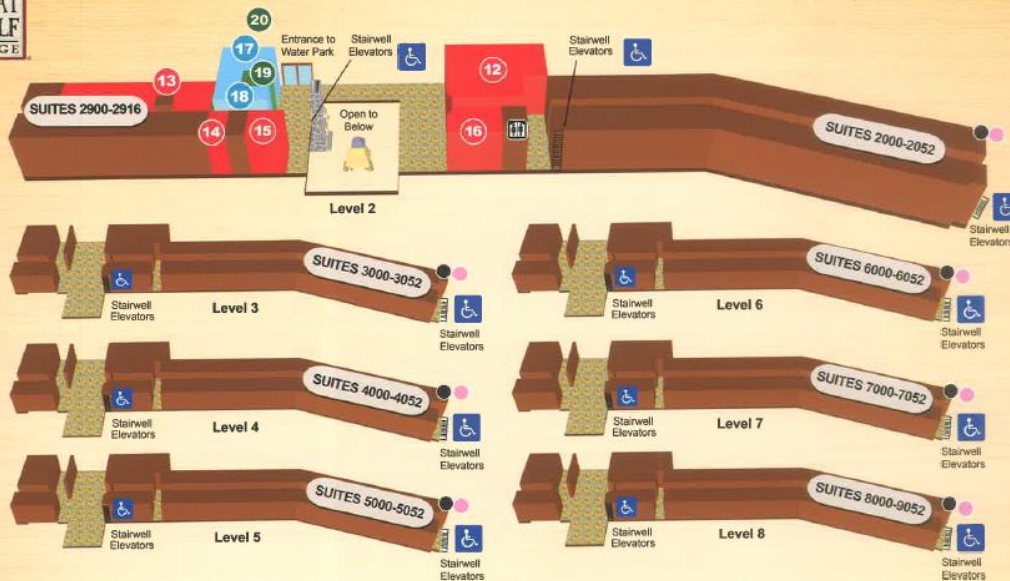 AT
LF
GE
20
17
19
18
13
14
15
12
16
Entrance to
Water Park
Stairwell
Elevators
Stairwell
Elevators
Open to
Below
SUITES 2900-2916
SUITES 2000-2052
Level 2
Stairwell
Elevators
SUITES 3000-3052
Stairwell
Elevators
Level 3
Stairwell
Elevators
SUITES 6000-6052
Stairwell
Elevators
Level 6
Stairwell
Elevators
SUITES 4000-4052
Stairwell
Elevators
Level 4
Stairwell
Elevators
SUITES 7000-7052
Stairwell
Elevators
Level 7
Stairwell
Elevators
SUITES 5000-5052
Stairwell
Elevators
Level 5
Stairwell
Elevators
SUITES 8000-9052
Stairwell
Elevators
Level 8
Stairwell
Elevators